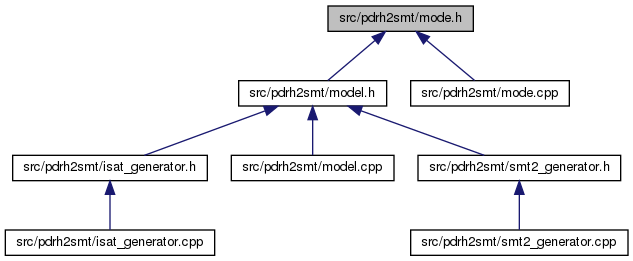 src/pdrh2smt/mode.h
src/pdrh2smt/model.h
src/pdrh2smt/mode.cpp
src/pdrh2smt/isat_generator.h
src/pdrh2smt/model.cpp
src/pdrh2smt/smt2_generator.h
src/pdrh2smt/isat_generator.cpp
src/pdrh2smt/smt2_generator.cpp